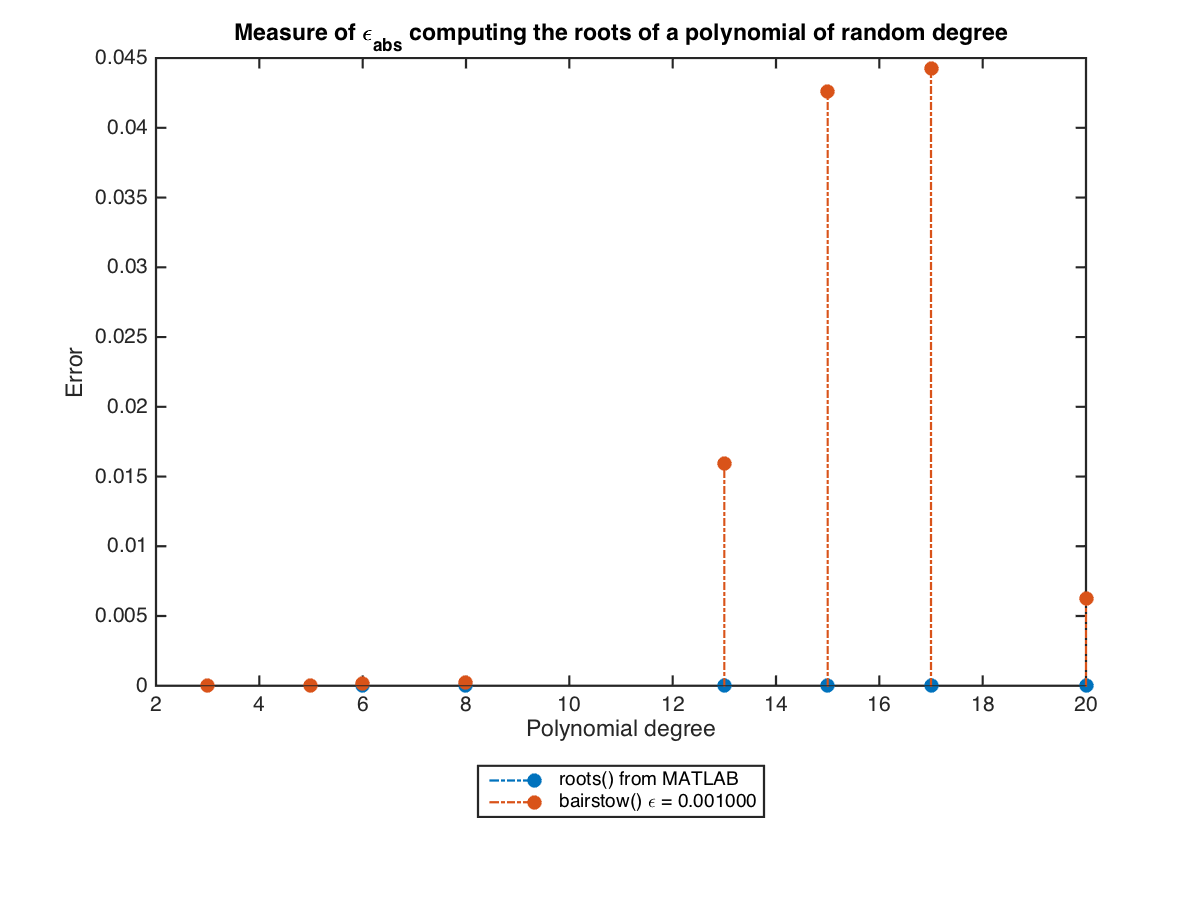 Measure of ϵabs computing the roots of a polynomial of random degree
0.045
0.04
0.035
0.03
0.025
0.02
0.015
0.01
0.005
0
Error
2 4 6 8 10 12 14 16 18 20
Polynomial degree
roots() from MATLAB
bairstow() ϵ = 0.001000